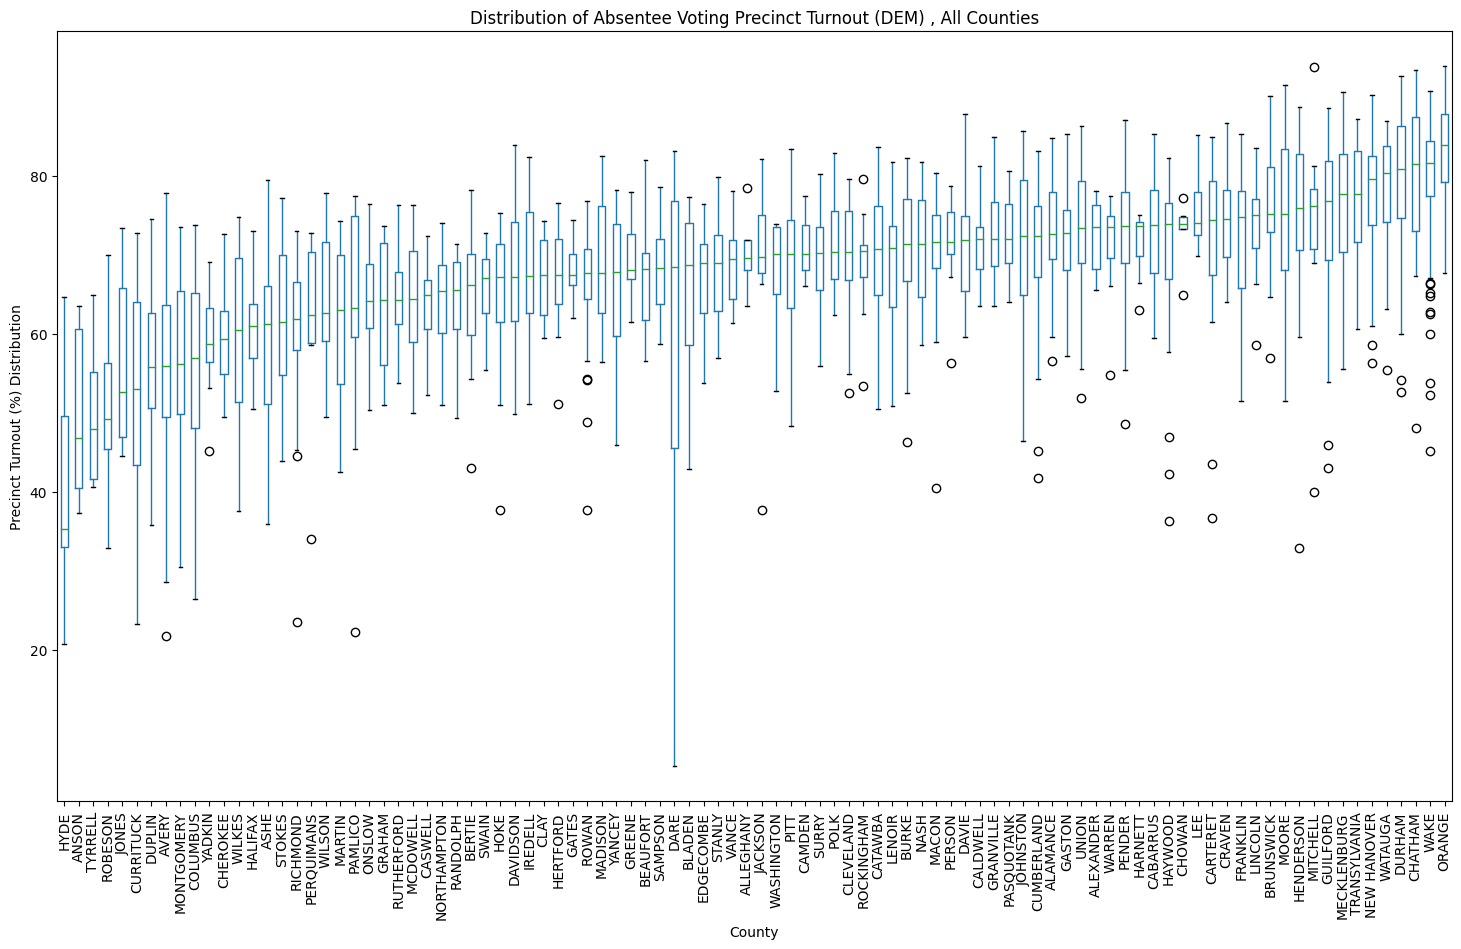 Distribution of Absentee Voting Precinct Turnout (DEM) , All Counties
Precinct Turnout (%) Distribution
80
60
40
20
HYDE
ANSON
TYRRELL
ROBESON
JONES
CURRITUCK
DUPLIN
AVERY
MONTGOMERY
COLUMBUS
YADKIN
CHEROKEE
WILKES
HALIFAX
ASHE
STOKES
RICHMOND
PERQUIMANS
WILSON
MARTIN
PAMLICO
ONSLOW
GRAHAM
RUTHERFORD
MCDOWELL
CASWELL
NORTHAMPTON
RANDOLPH
BERTIE
SWAIN
HOKE
DAVIDSON
IREDELL
CLAY
HERTFORD
GATES
ROWAN
MADISON
YANCEY
GREENE
BEAUFORT
SAMPSON
DARE
BLADEN
EDGECOMBE
STANLY
VANCE
ALLEGHANY
JACKSON
WASHINGTON
PITT
CAMDEN
SURRY
POLK
CLEVELAND
ROCKINGHAM
CATAWBA
LENOIR
BURKE
NASH
MACON
PERSON
DAVIE
CALDWELL
GRANVILLE
PASQUOTANK
JOHNSTON
CUMBERLAND
ALAMANCE
GASTON
UNION
ALEXANDER
WARREN
PENDER
HARNETT
CABARRUS
HAYWOOD
CHOWAN
LEE
CARTERET
CRAVEN
FRANKLIN
LINCOLN
BRUNSWICK
MOORE
HENDERSON
MITCHELL
GUILFORD
MECKLENBURG
TRANSYLVANIA
NEW HANOVER
WATAUGA
DURHAM
CHATHAM
WAKE
ORANGE
County